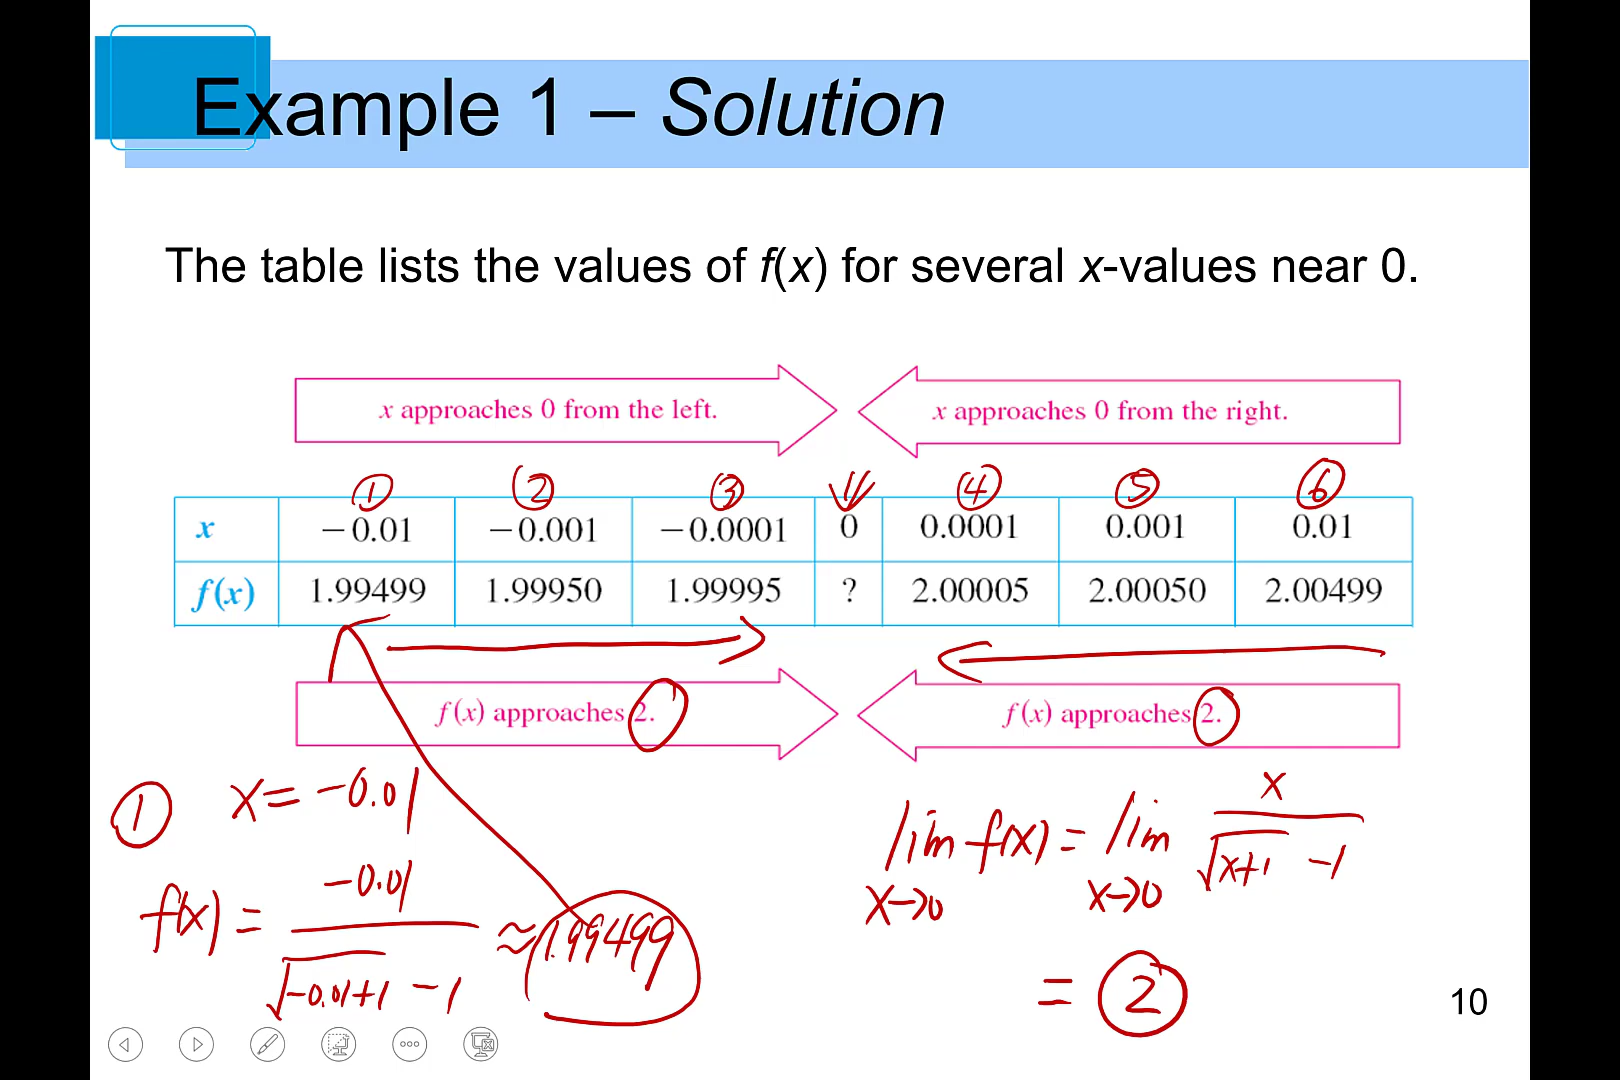 Example 1 – Solution
The table lists the values of f(x) for several x-values near 0.
x approaches 0 from the left. x approaches 0 from the right.
① ② ③ ④ ⑤ ⑥
x −0.01 −0.001 −0.0001 0 0.0001 0.001 0.01
f(x) 1.99499 1.99950 1.99995 ? 2.00005 2.00050 2.00499
f(x) approaches 2. f(x) approaches 2.
① x = −0.01
f(x) = −0.01 / (√(−0.01+1) −1) ≈ 1.99499
lim x→0 f(x) = lim x→0 x / (√(x+1) −1)
= 2
10